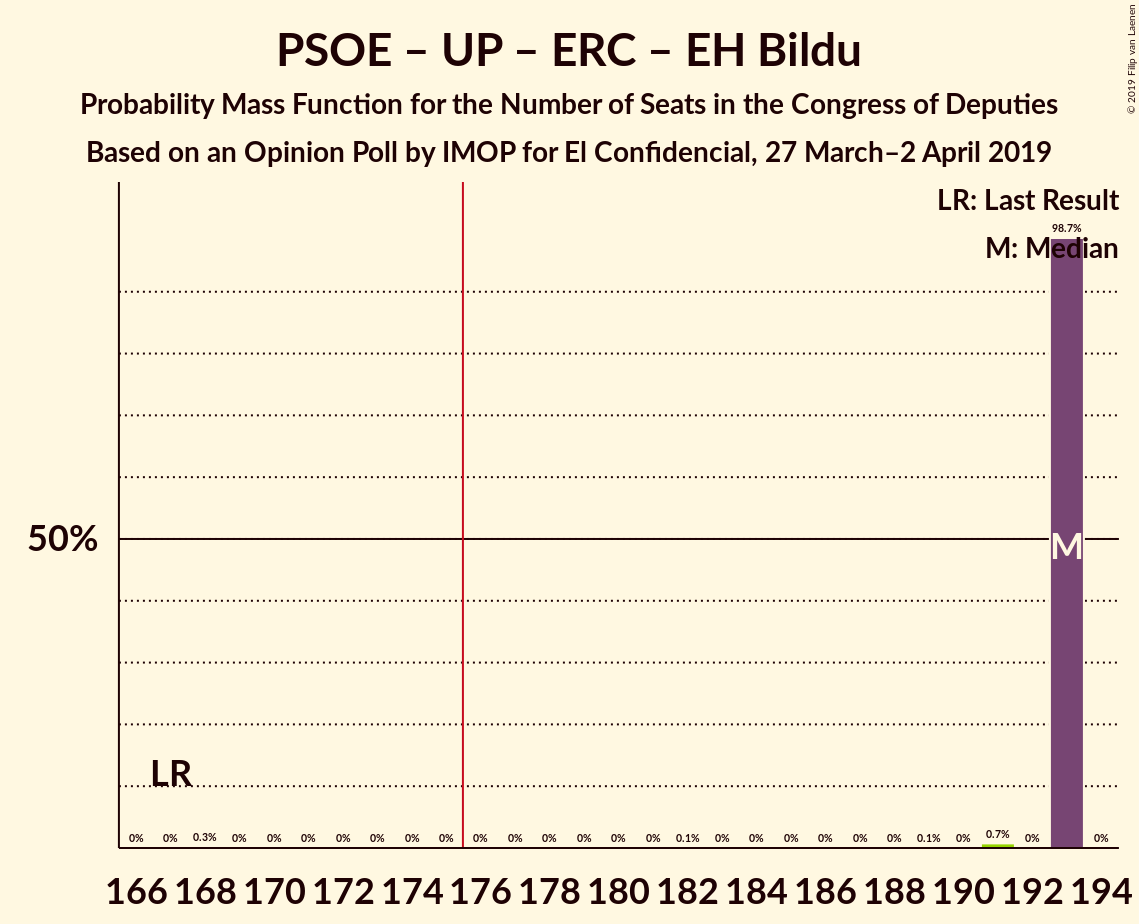 PSOE – UP – ERC – EH Bildu
Probability Mass Function for the Number of Seats in the Congress of Deputies
Based on an Opinion Poll by IMOP for El Confidencial, 27 March–2 April 2019
© 2019 Filip van Laenen
LR: Last Result
98.7%
M: Median
50%
M
LR
0% 0% 0.3% 0% 0% 0% 0% 0% 0% 0% 0% 0% 0% 0% 0% 0% 0.1% 0% 0% 0% 0% 0% 0% 0.1% 0% 0.7% 0% 0%
166 168 170 172 174 176 178 180 182 184 186 188 190 192 194